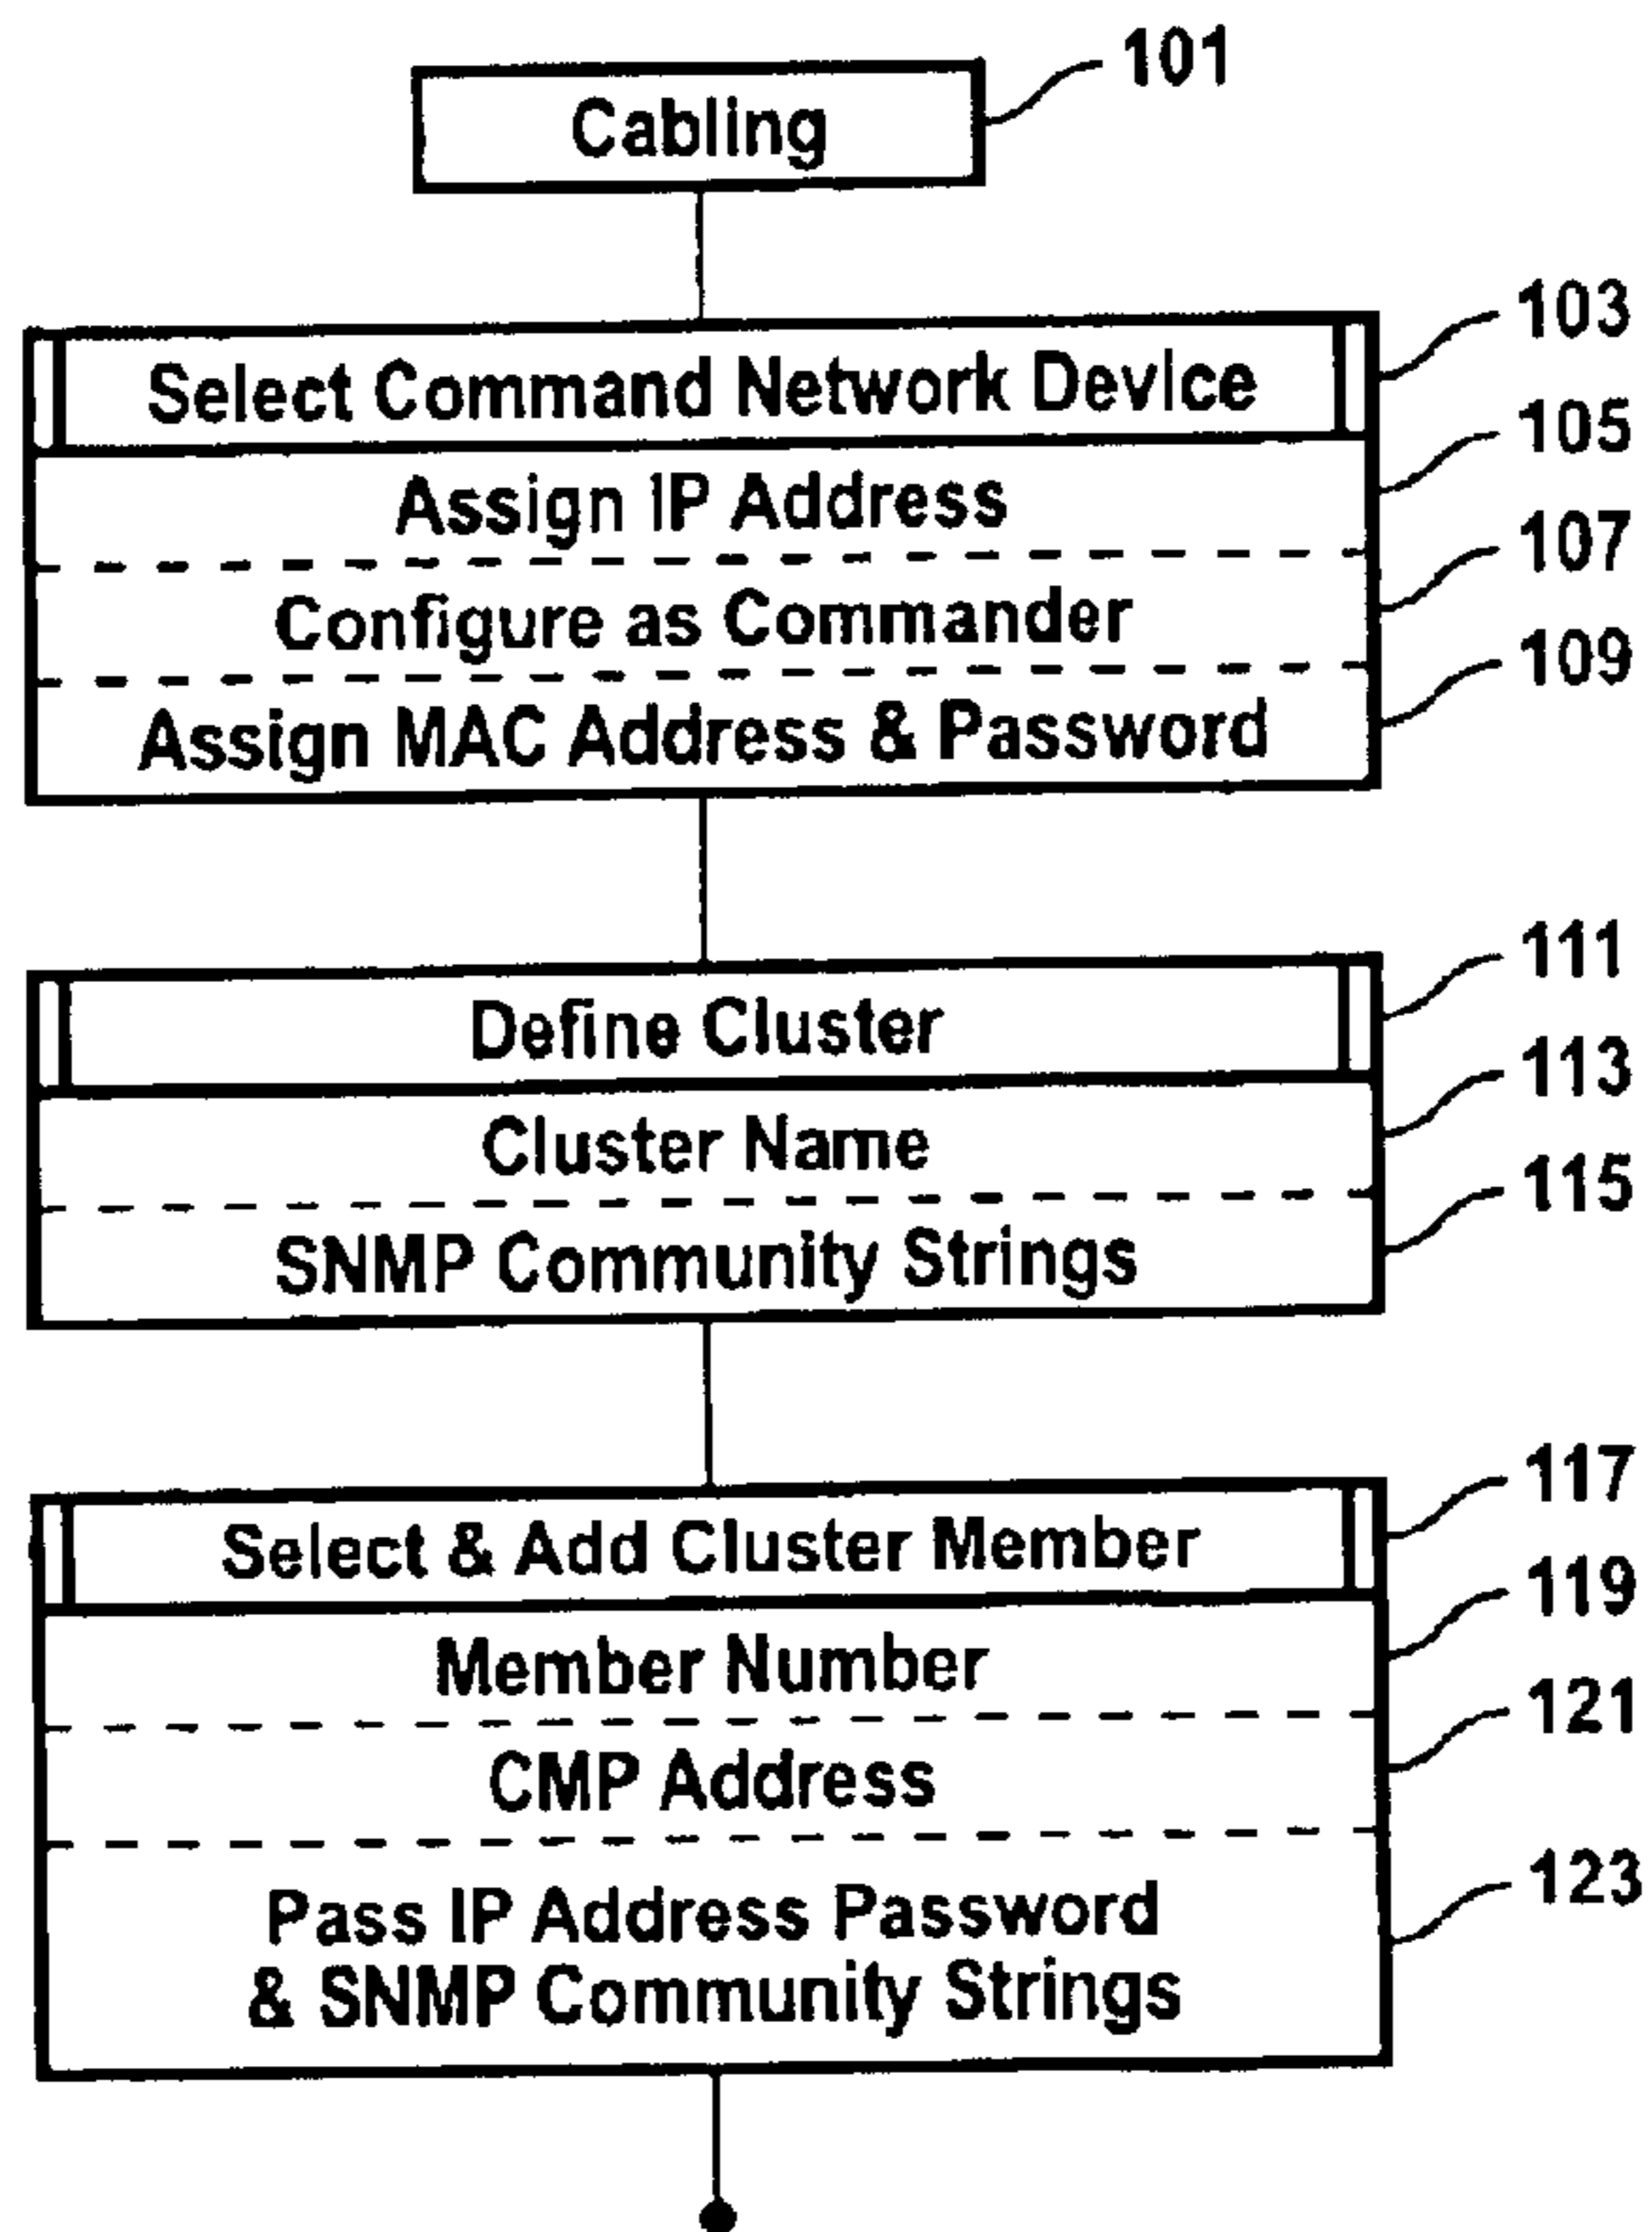 Cabling 101
Select Command Network Device 103
Assign IP Address 105
Configure as Commander 107
Assign MAC Address & Password 109
Define Cluster 111
Cluster Name 113
SNMP Community Strings 115
Select & Add Cluster Member 117
Member Number 119
CMP Address 121
Pass IP Address Password 123
& SNMP Community Strings